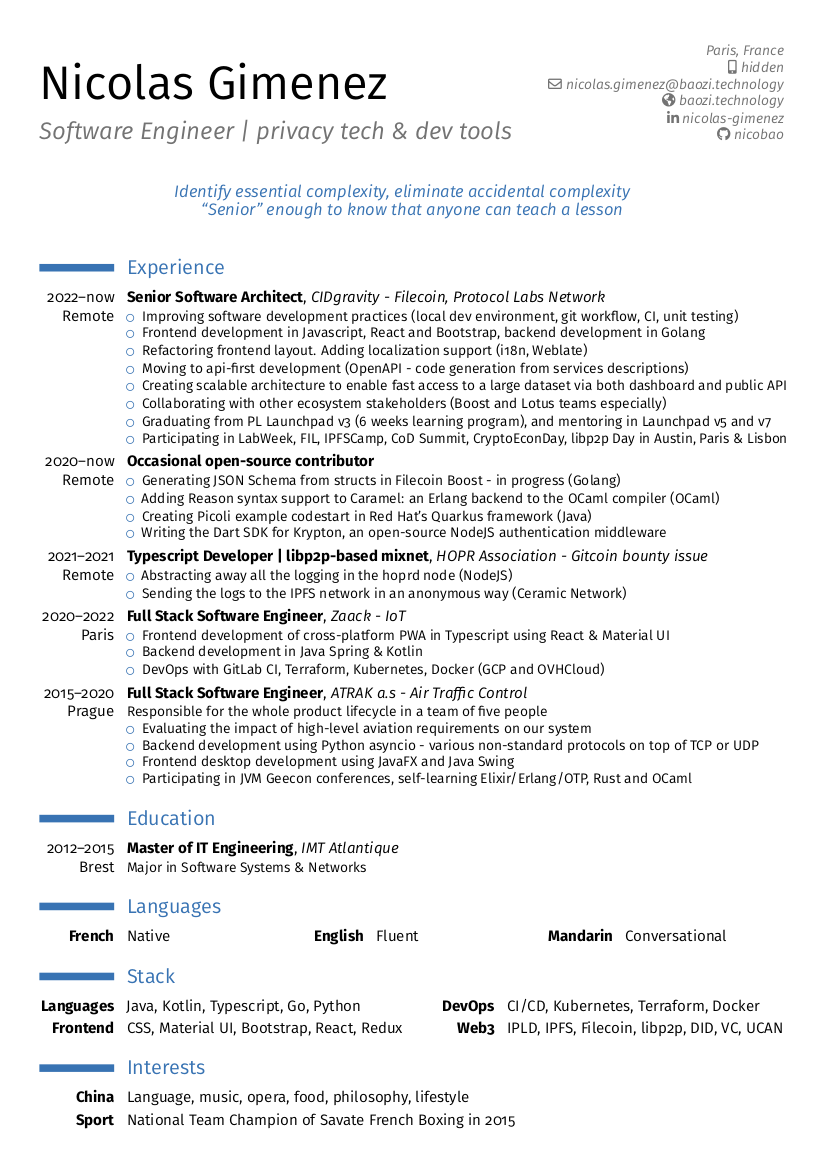 Nicolas Gimenez
Software Engineer | privacy tech & dev tools
Paris, France
hidden
nicolas.gimenez@baozi.technology
baozi.technology
nicolas-gimenez
nicobao
Identify essential complexity, eliminate accidental complexity
“Senior” enough to know that anyone can teach a lesson
Experience
2022–now Senior Software Architect, CIDgravity - Filecoin, Protocol Labs Network
Remote ○ Improving software development practices (local dev environment, git workflow, CI, unit testing)
○ Frontend development in Javascript, React and Bootstrap, backend development in Golang
○ Refactoring frontend layout. Adding localization support (i18n, Weblate)
○ Moving to api-first development (OpenAPI - code generation from services descriptions)
○ Creating scalable architecture to enable fast access to a large dataset via both dashboard and public API
○ Collaborating with other ecosystem stakeholders (Boost and Lotus teams especially)
○ Graduating from PL Launchpad v3 (6 weeks learning program), and mentoring in Launchpad v5 and v7
○ Participating in LabWeek, FIL, IPFSCamp, CoD Summit, CryptoEconDay, libp2p Day in Austin, Paris & Lisbon
2020–now Occasional open-source contributor
Remote ○ Generating JSON Schema from structs in Filecoin Boost - in progress (Golang)
○ Adding Reason syntax support to Caramel: an Erlang backend to the OCaml compiler (OCaml)
○ Creating Picoli example codestart in Red Hat's Quarkus framework (Java)
○ Writing the Dart SDK for Krypton, an open-source NodeJS authentication middleware
2021–2021 Typescript Developer | libp2p-based mixnet, HOPR Association - Gitcoin bounty issue
Remote ○ Abstracting away all the logging in the hoprd node (NodeJS)
○ Sending the logs to the IPFS network in an anonymous way (Ceramic Network)
2020–2022 Full Stack Software Engineer, Zaack - IoT
Paris ○ Frontend development of cross-platform PWA in Typescript using React & Material UI
○ Backend development in Java Spring & Kotlin
○ DevOps with GitLab CI, Terraform, Kubernetes, Docker (GCP and OVHCloud)
2015–2020 Full Stack Software Engineer, ATRAK a.s - Air Traffic Control
Prague Responsible for the whole product lifecycle in a team of five people
○ Evaluating the impact of high-level aviation requirements on our system
○ Backend development using Python asyncio - various non-standard protocols on top of TCP or UDP
○ Frontend desktop development using JavaFX and Java Swing
○ Participating in JVM Geecon conferences, self-learning Elixir/Erlang/OTP, Rust and OCaml
Education
2012–2015 Master of IT Engineering, IMT Atlantique
Brest Major in Software Systems & Networks
Languages
French Native English Fluent Mandarin Conversational
Stack
Languages Java, Kotlin, Typescript, Go, Python DevOps CI/CD, Kubernetes, Terraform, Docker
Frontend CSS, Material UI, Bootstrap, React, Redux Web3 IPLD, IPFS, Filecoin, libp2p, DID, VC, UCAN
Interests
China Language, music, opera, food, philosophy, lifestyle
Sport National Team Champion of Savate French Boxing in 2015